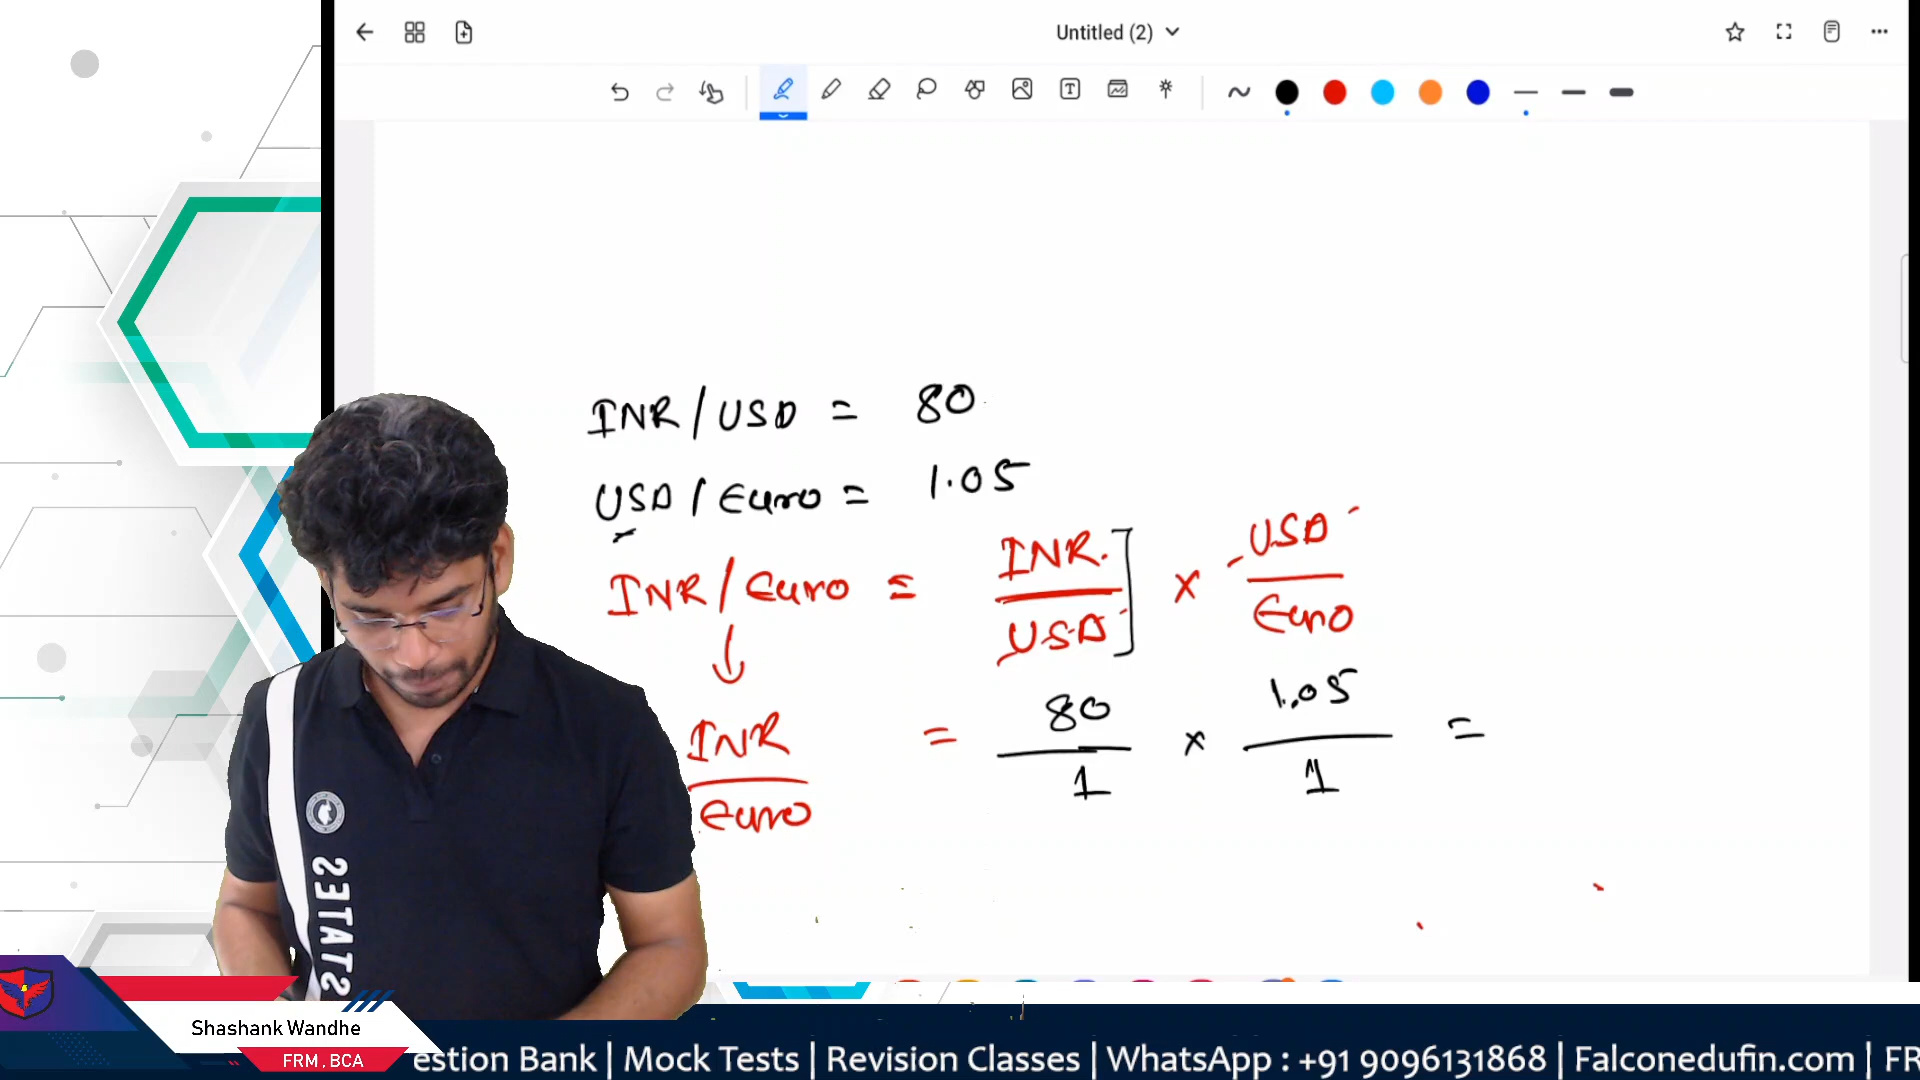 Untitled (2)
INR/USD = 80
USD/Euro = 1.05
INR/Euro = INR/USD] x USD/Euro
INR/Euro = 80/1 x 1.05/1 =
STATES
Shashank Wandhe
FRM, BCA
estion Bank | Mock Tests | Revision Classes | WhatsApp : +91 9096131868 | Falconedufin.com | FR